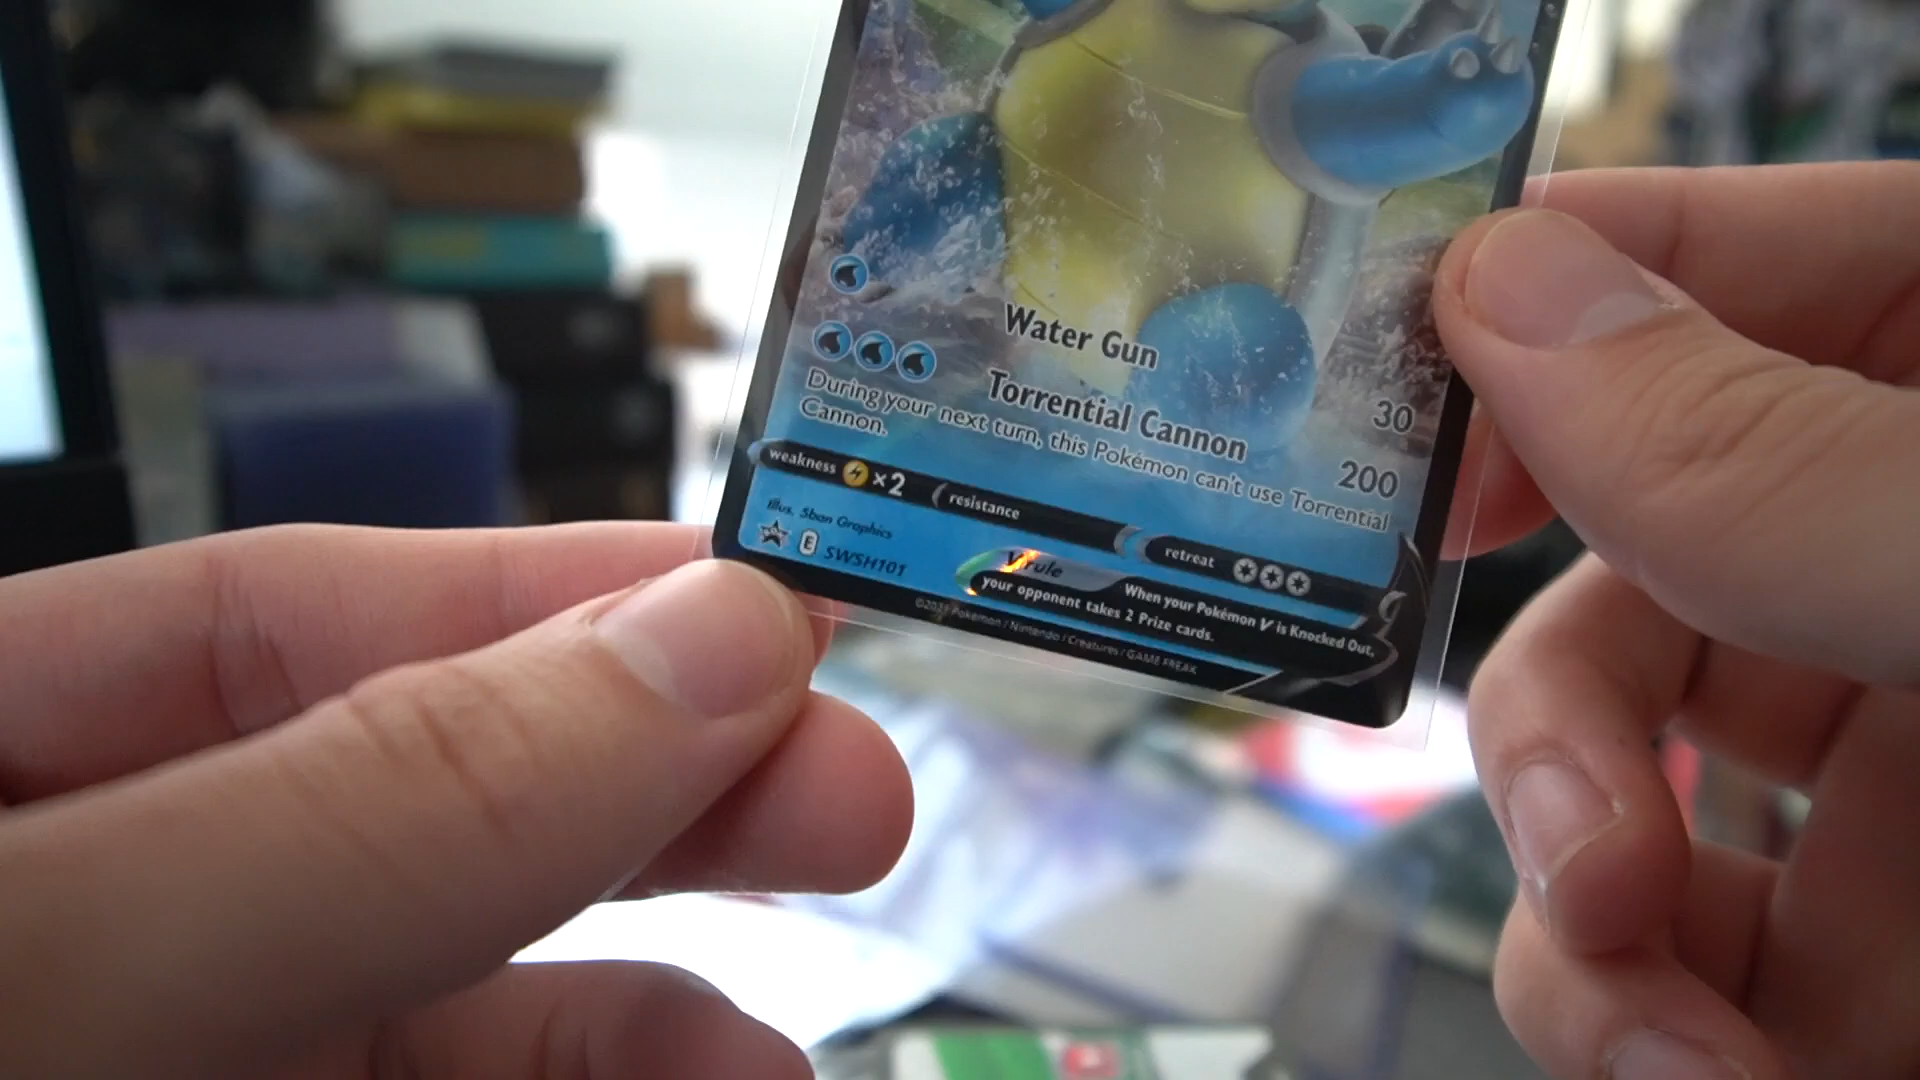 Water Gun 30
Torrential Cannon 200
During your next turn, this Pokémon can't use Torrential
Cannon.
weakness ×2 resistance retreat
Illus. 5ban Graphics
E SWSH101
V rule When your Pokémon V is Knocked Out,
your opponent takes 2 Prize cards.
©2021 Pokémon / Nintendo / Creatures / GAME FREAK